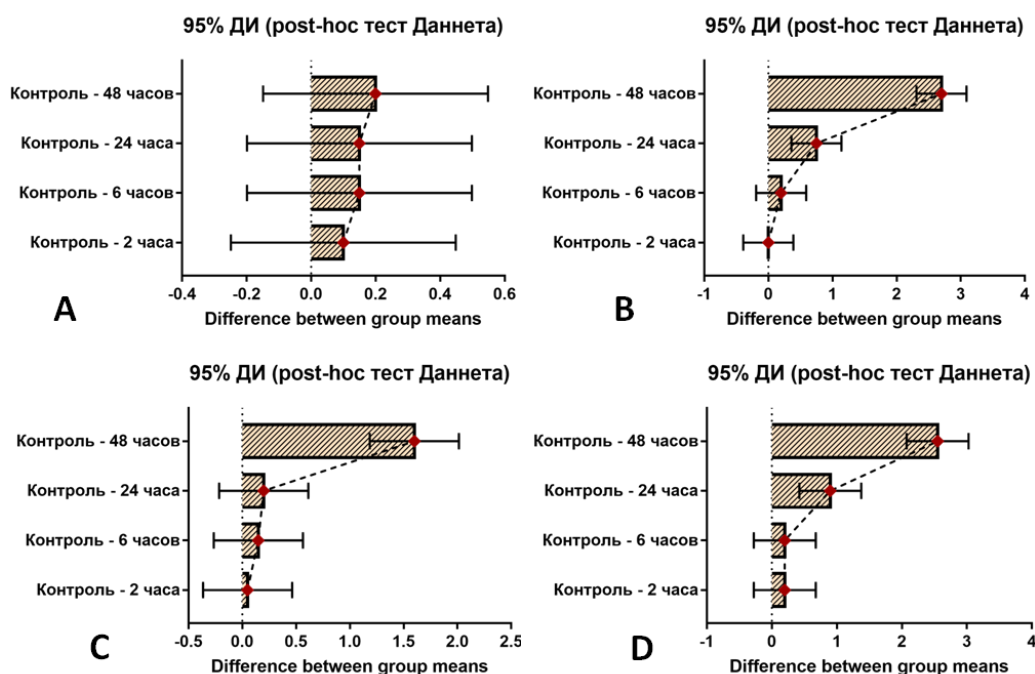 95% ДИ (post-hoc тест Даннета)
Контроль - 48 часов
Контроль - 24 часа
Контроль - 6 часов
Контроль - 2 часа
-0.4 -0.2 0.0 0.2 0.4 0.6
Difference between group means
A
95% ДИ (post-hoc тест Даннета)
Контроль - 48 часов
Контроль - 24 часа
Контроль - 6 часов
Контроль - 2 часа
-1 0 1 2 3 4
Difference between group means
B
95% ДИ (post-hoc тест Даннета)
Контроль - 48 часов
Контроль - 24 часа
Контроль - 6 часов
Контроль - 2 часа
-0.5 0.0 0.5 1.0 1.5 2.0 2.5
Difference between group means
C
95% ДИ (post-hoc тест Даннета)
Контроль - 48 часов
Контроль - 24 часа
Контроль - 6 часов
Контроль - 2 часа
-1 0 1 2 3 4
Difference between group means
D